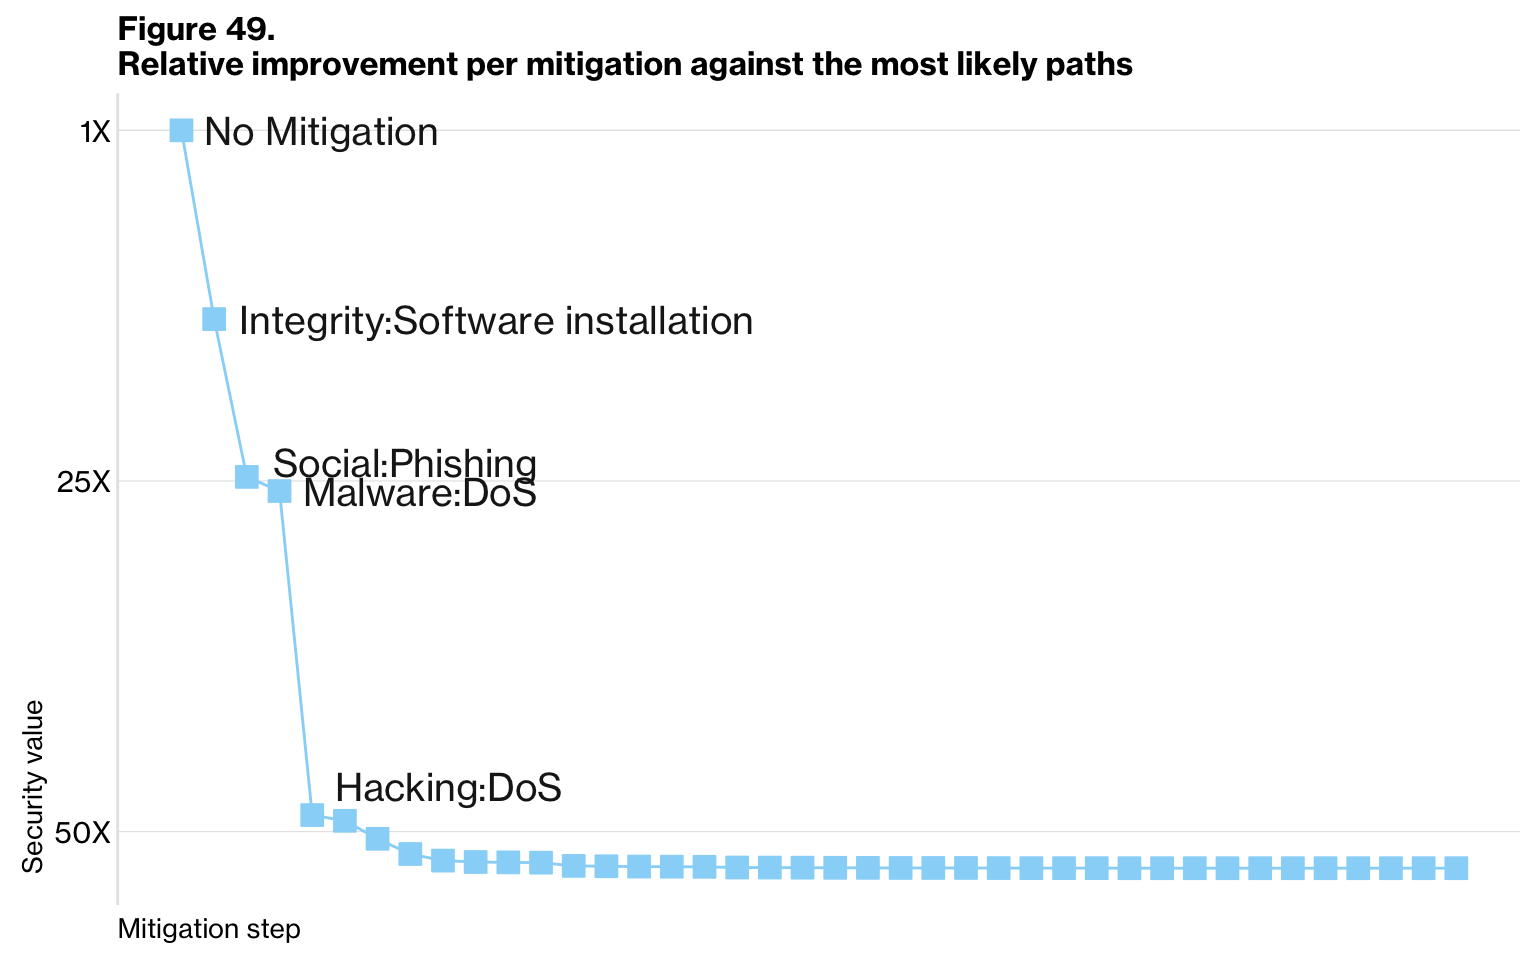 Figure 49.
Relative improvement per mitigation against the most likely paths
1X
No Mitigation
Integrity:Software installation
Social:Phishing
25X
Malware:DoS
Hacking:DoS
50X
Security value
Mitigation step